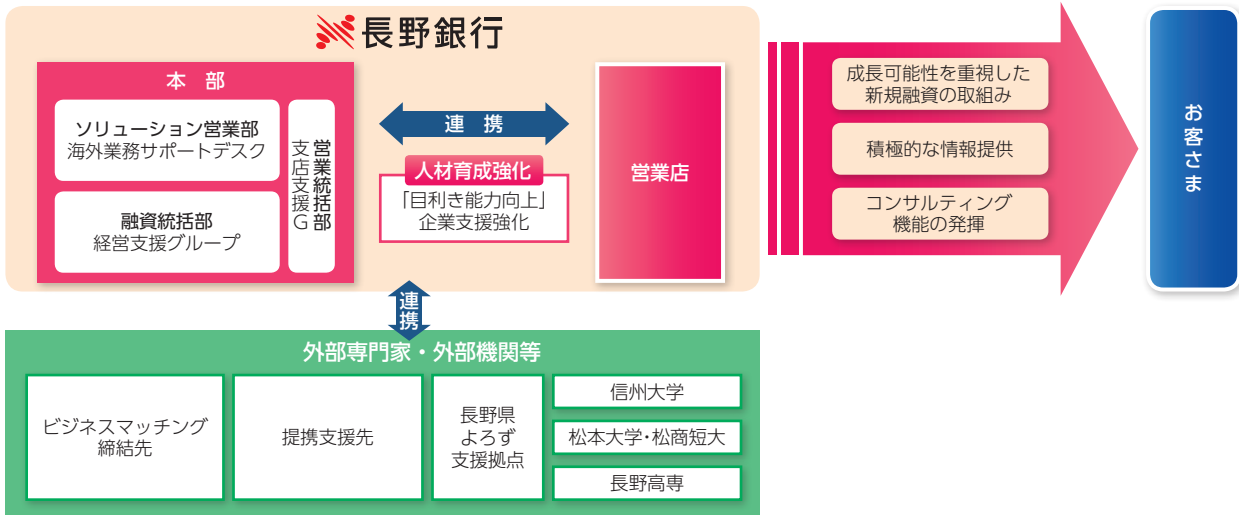 長野銀行
本 部
ソリューション営業部
海外業務サポートデスク
融資統括部
経営支援グループ
営業統括部
支店支援G
連 携
人材育成強化
「目利き能力向上」
企業支援強化
営業店
成長可能性を重視した
新規融資の取組み
積極的な情報提供
コンサルティング
機能の発揮
お客さま
連携
外部専門家・外部機関等
ビジネスマッチング
締結先
提携支援先
長野県
よろず
支援拠点
信州大学
松本大学・松商短大
長野高専